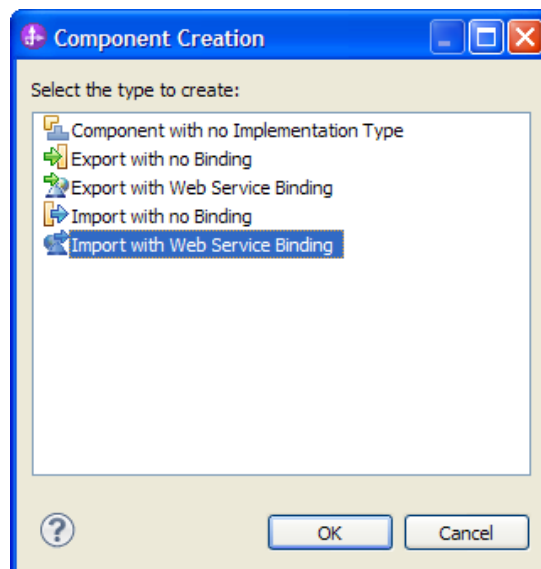 Component Creation
Select the type to create:
Component with no Implementation Type
Export with no Binding
Export with Web Service Binding
Import with no Binding
Import with Web Service Binding
?
OK
Cancel